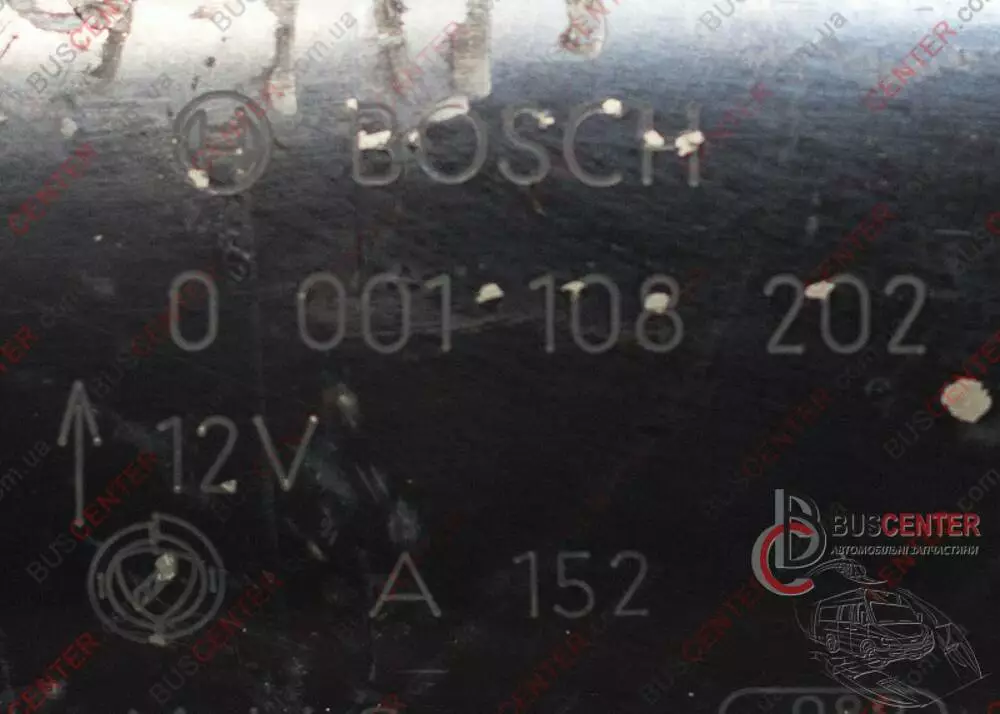 BOSCH
0 001 108 202
12V
A 152
BUSCENTER
АВТОМОБІЛЬНІ ЗАПЧАСТИНИ